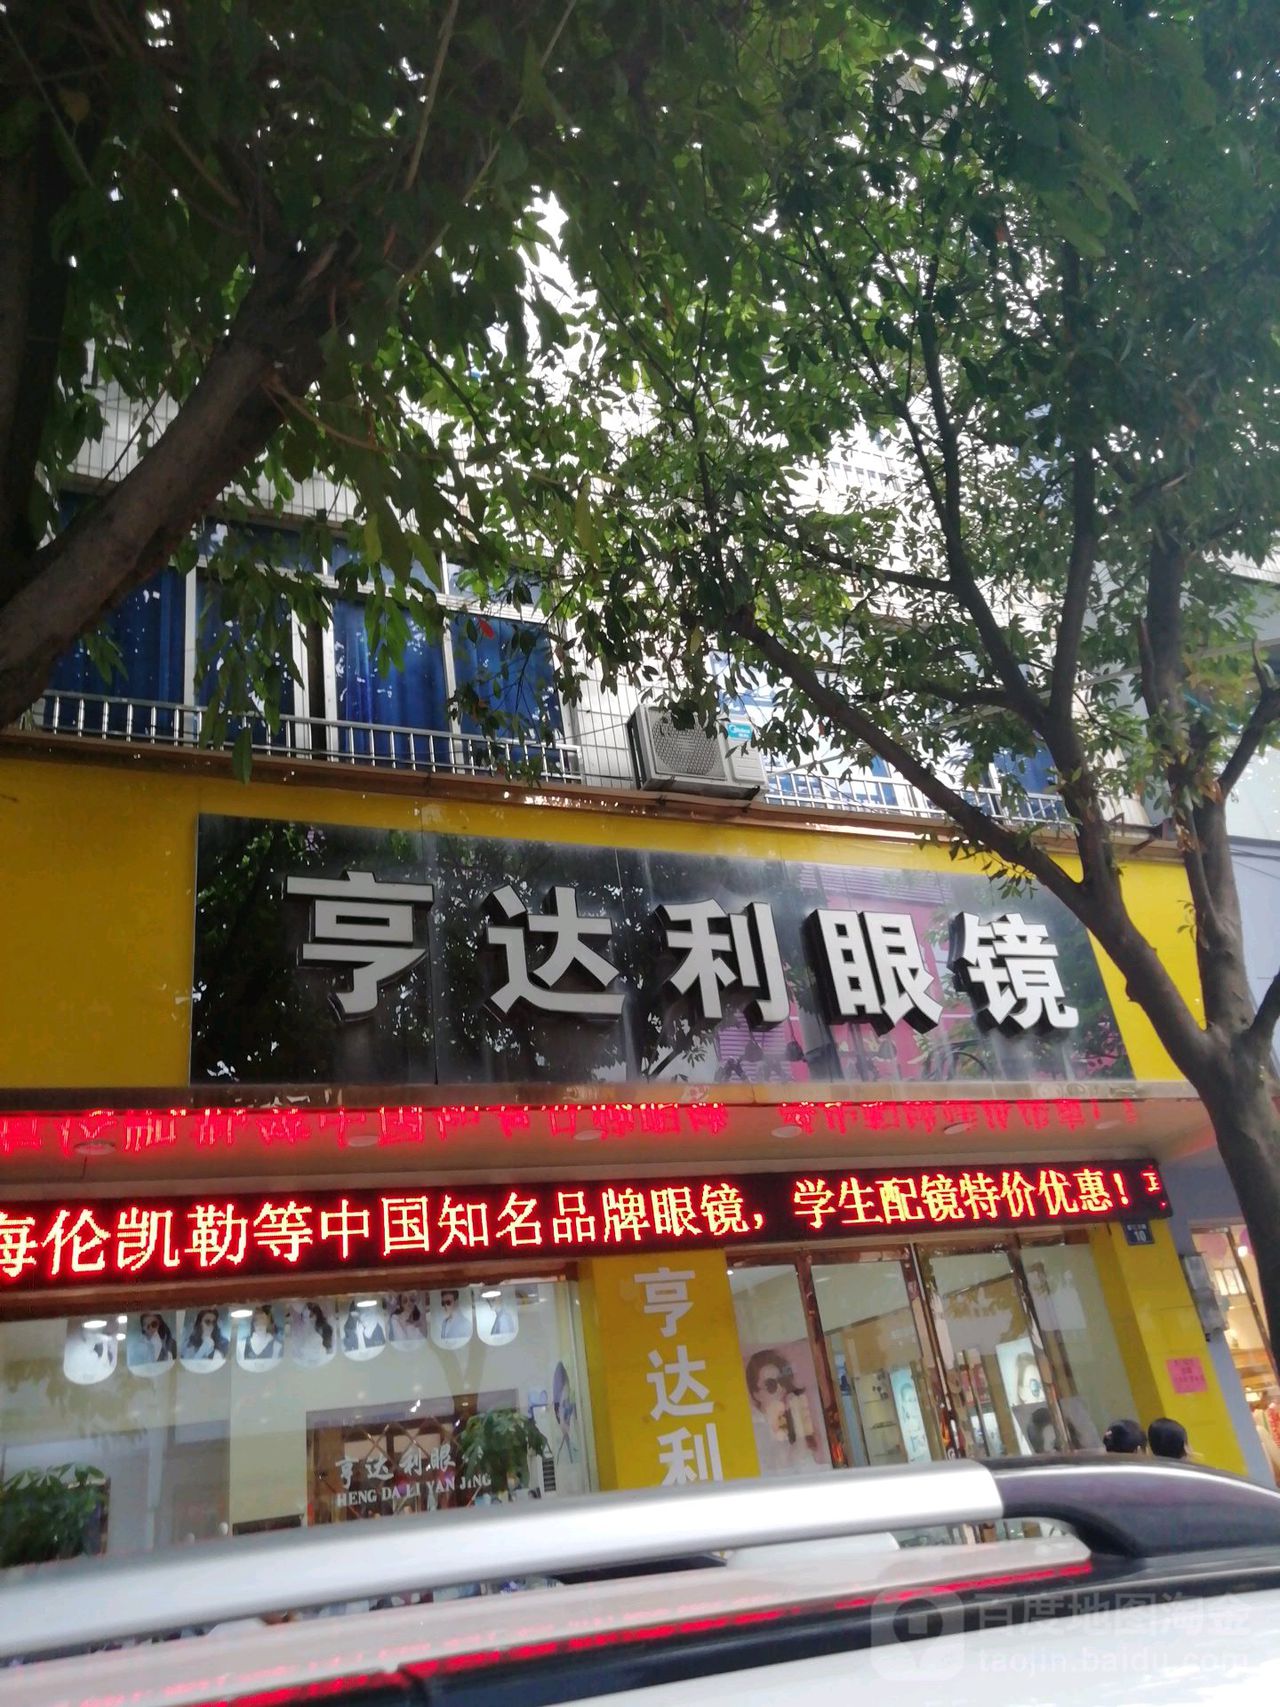 亨达利眼镜
海伦凯勒等中国知名品牌眼镜，学生配镜特价优惠！
10
亨达利
亨达利眼
HENG DA LI YAN JING
百度地图淘金
taojin.baidu.com